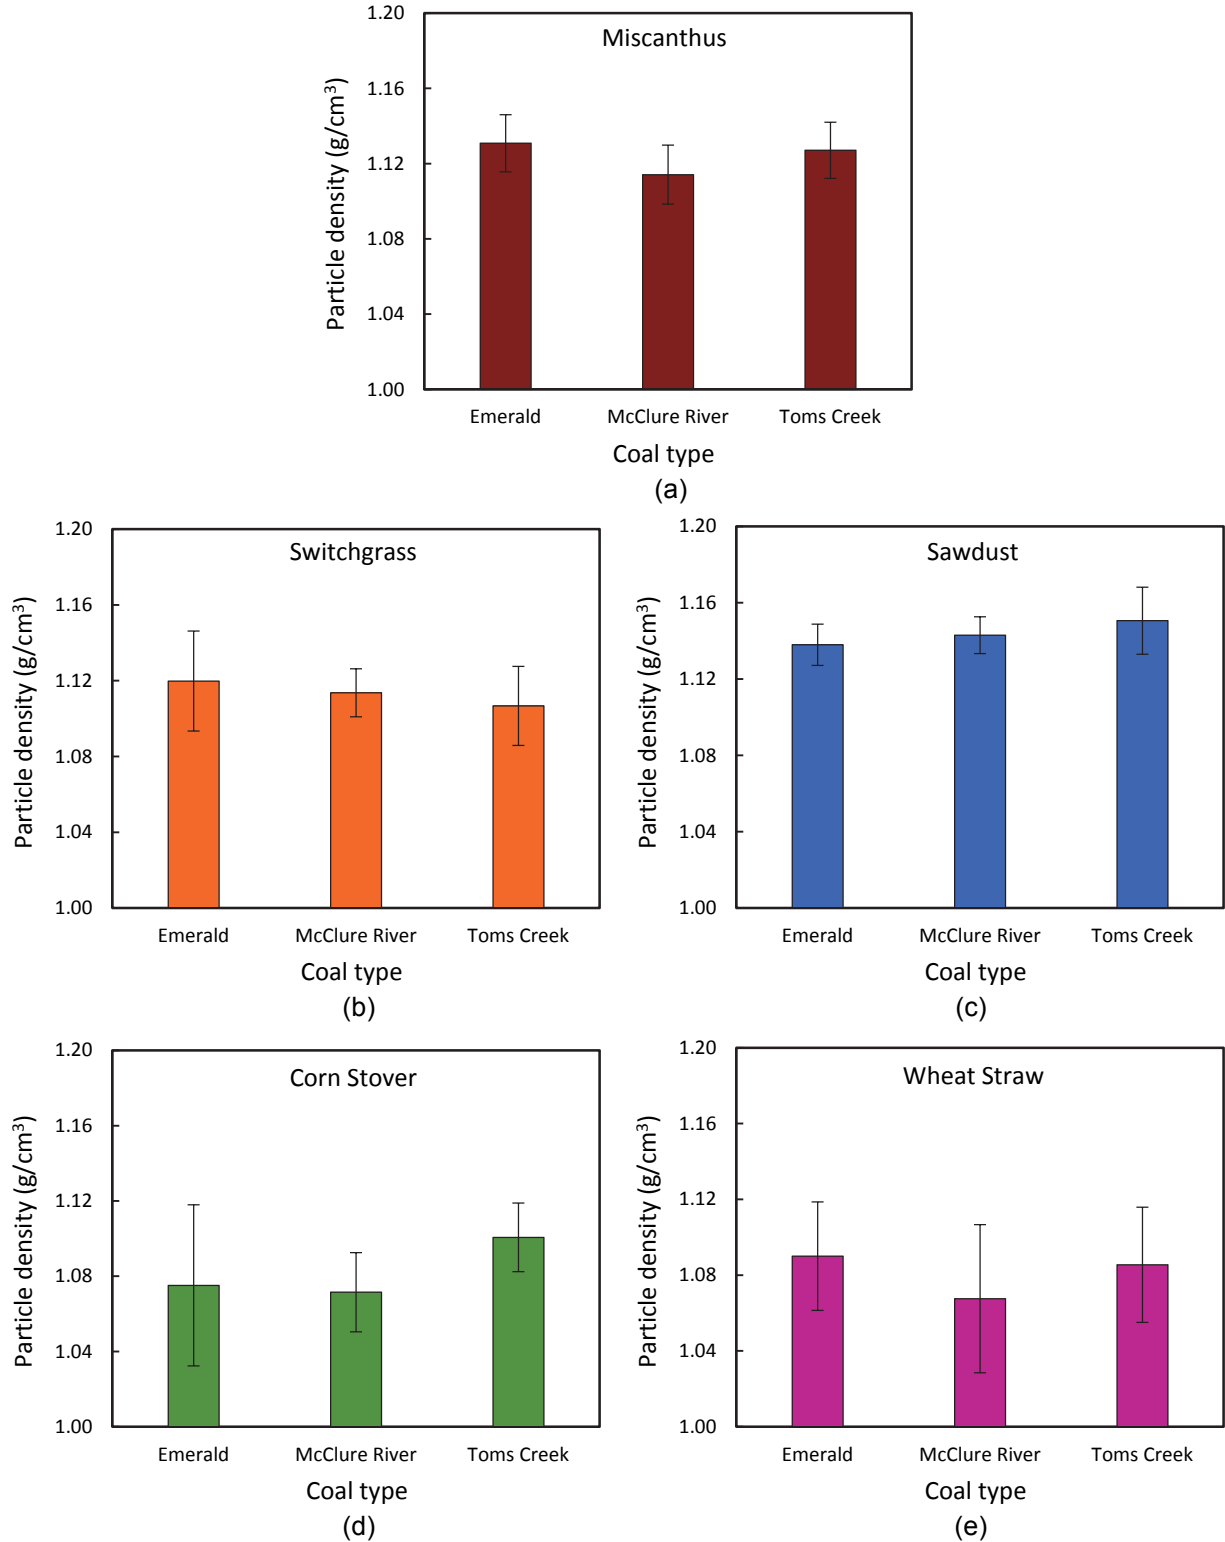 Miscanthus
Particle density (g/cm³)
1.20
1.16
1.12
1.08
1.04
1.00
Emerald McClure River Toms Creek
Coal type
(a)
Switchgrass
Particle density (g/cm³)
1.20
1.16
1.12
1.08
1.04
1.00
Emerald McClure River Toms Creek
Coal type
(b)
Sawdust
Particle density (g/cm³)
1.20
1.16
1.12
1.08
1.04
1.00
Emerald McClure River Toms Creek
Coal type
(c)
Corn Stover
Particle density (g/cm³)
1.20
1.16
1.12
1.08
1.04
1.00
Emerald McClure River Toms Creek
Coal type
(d)
Wheat Straw
Particle density (g/cm³)
1.20
1.16
1.12
1.08
1.04
1.00
Emerald McClure River Toms Creek
Coal type
(e)